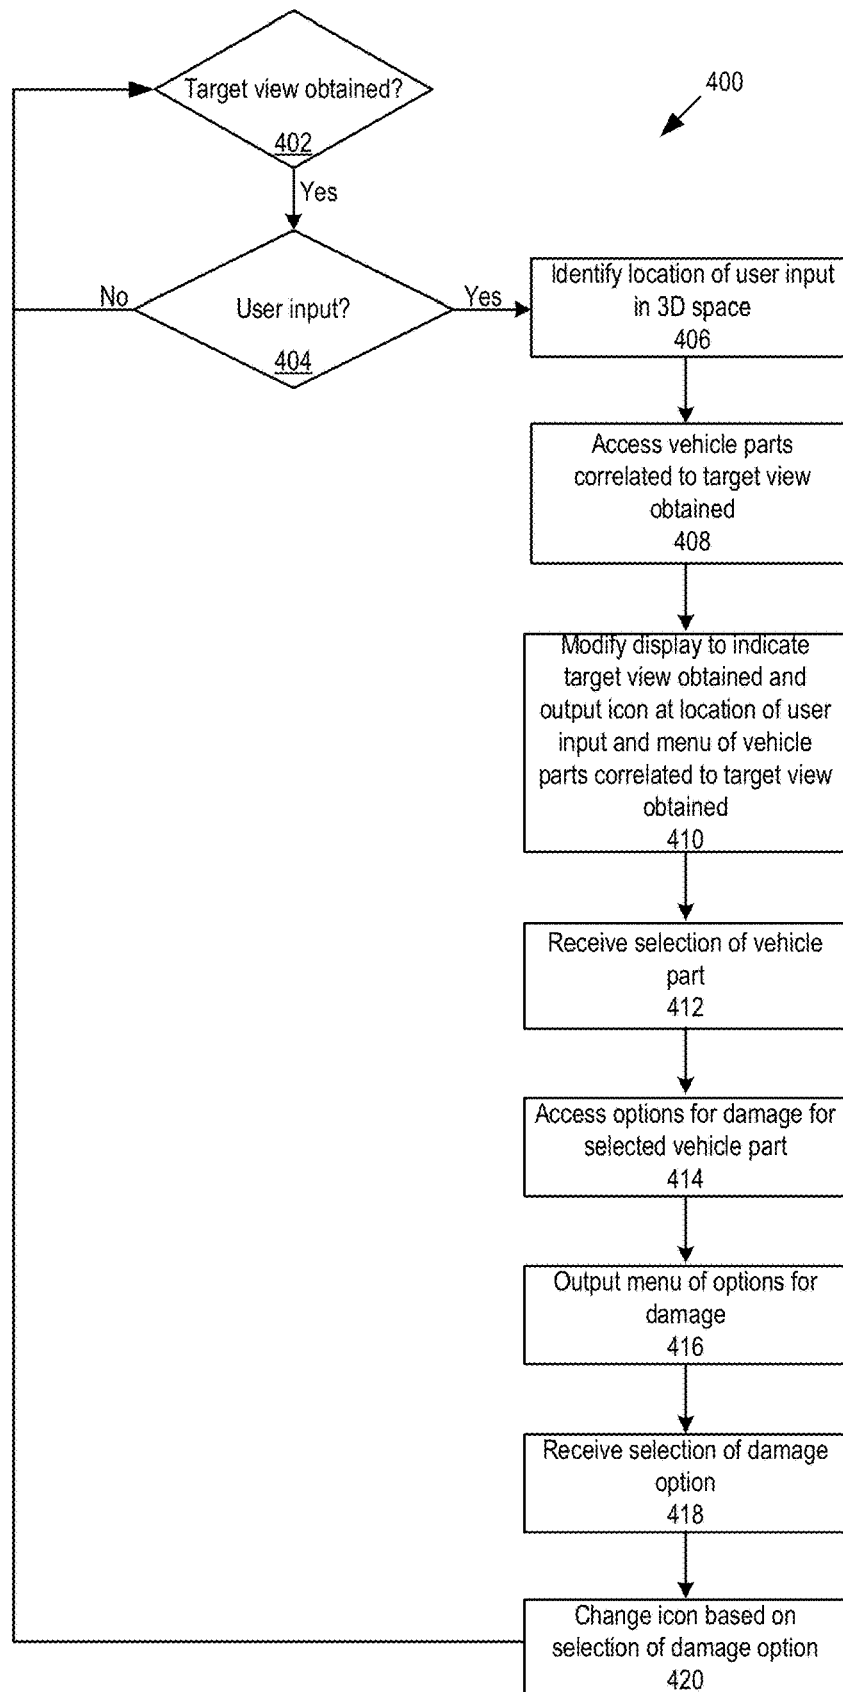 Target view obtained?
402
400
Yes
User input?
404
No
Yes
Identify location of user input
in 3D space
406
Access vehicle parts
correlated to target view
obtained
408
Modify display to indicate
target view obtained and
output icon at location of user
input and menu of vehicle
parts correlated to target view
obtained
410
Receive selection of vehicle
part
412
Access options for damage for
selected vehicle part
414
Output menu of options for
damage
416
Receive selection of damage
option
418
Change icon based on
selection of damage option
420